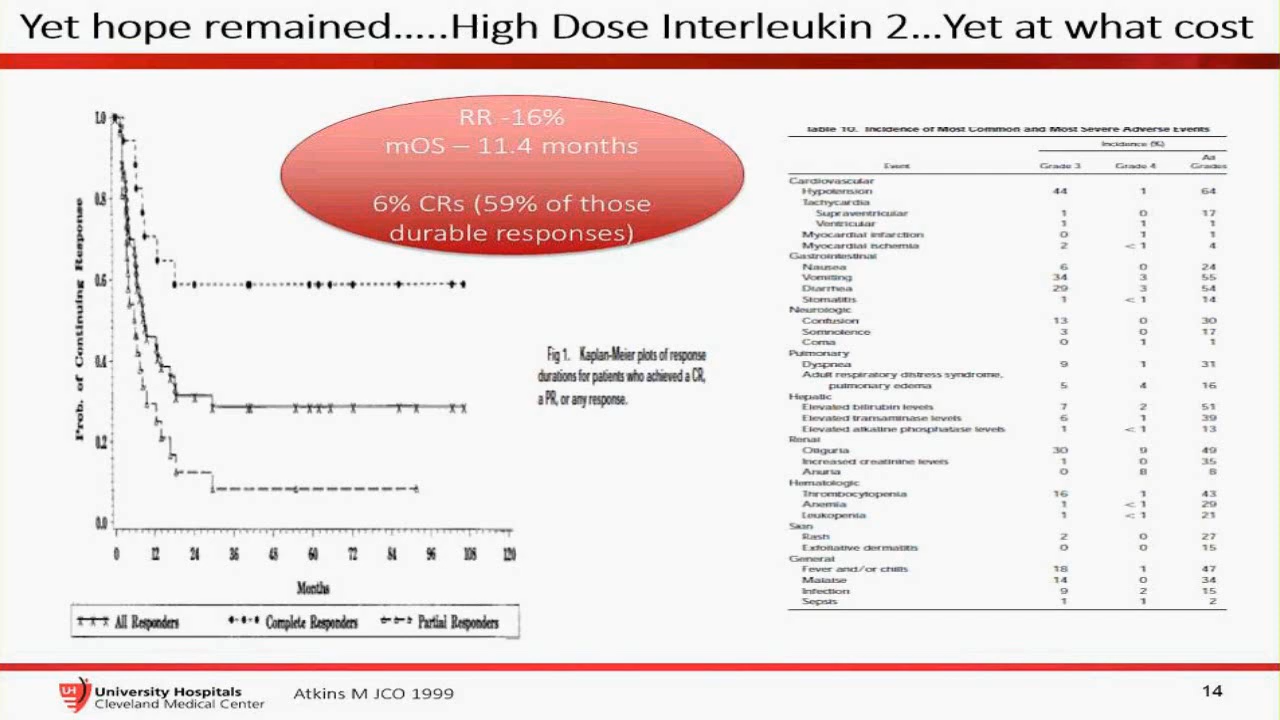 Yet hope remained.....High Dose Interleukin 2...Yet at what cost
RR -16%
mOS – 11.4 months
6% CRs (59% of those
durable responses)
Prob. of Continuing Response
1.0
0.8
0.6
0.4
0.2
0.0
0 12 24 36 48 60 72 84 96 108 120
Months
All Responders Complete Responders Partial Responders
Fig 1. Kaplan-Meier plots of response
durations for patients who achieved a CR,
a PR, or any response.
Table 10. Incidence of Most Common and Most Severe Adverse Events
Incidence (%)
Event Grade 3 Grade 4 All Grades
Cardiovascular
Hypotension 44 1 64
Tachycardia
Supraventricular 1 0 17
Ventricular 1 1 1
Myocardial infarction 0 1 1
Myocardial ischemia 2 <1 4
Gastrointestinal
Nausea 6 0 24
Vomiting 34 3 55
Diarrhea 29 3 54
Stomatitis 1 <1 14
Neurologic
Confusion 13 0 30
Somnolence 3 0 17
Coma 0 1 1
Pulmonary
Dyspnea 9 1 31
Adult respiratory distress syndrome,
pulmonary edema 5 4 16
Hepatic
Elevated bilirubin levels 7 2 51
Elevated transaminase levels 6 1 39
Elevated alkaline phosphatase levels 1 <1 13
Renal
Oliguria 30 9 49
Increased creatinine levels 1 0 35
Anuria 0 8 8
Hematologic
Thrombocytopenia 16 1 43
Anemia 1 <1 29
Leukopenia 1 <1 21
Skin
Rash 2 0 27
Exfoliative dermatitis 0 0 15
General
Fever and/or chills 18 1 47
Malaise 14 0 34
Infection 9 2 15
Sepsis 1 1 2
UH
University Hospitals
Cleveland Medical Center
Atkins M JCO 1999
14